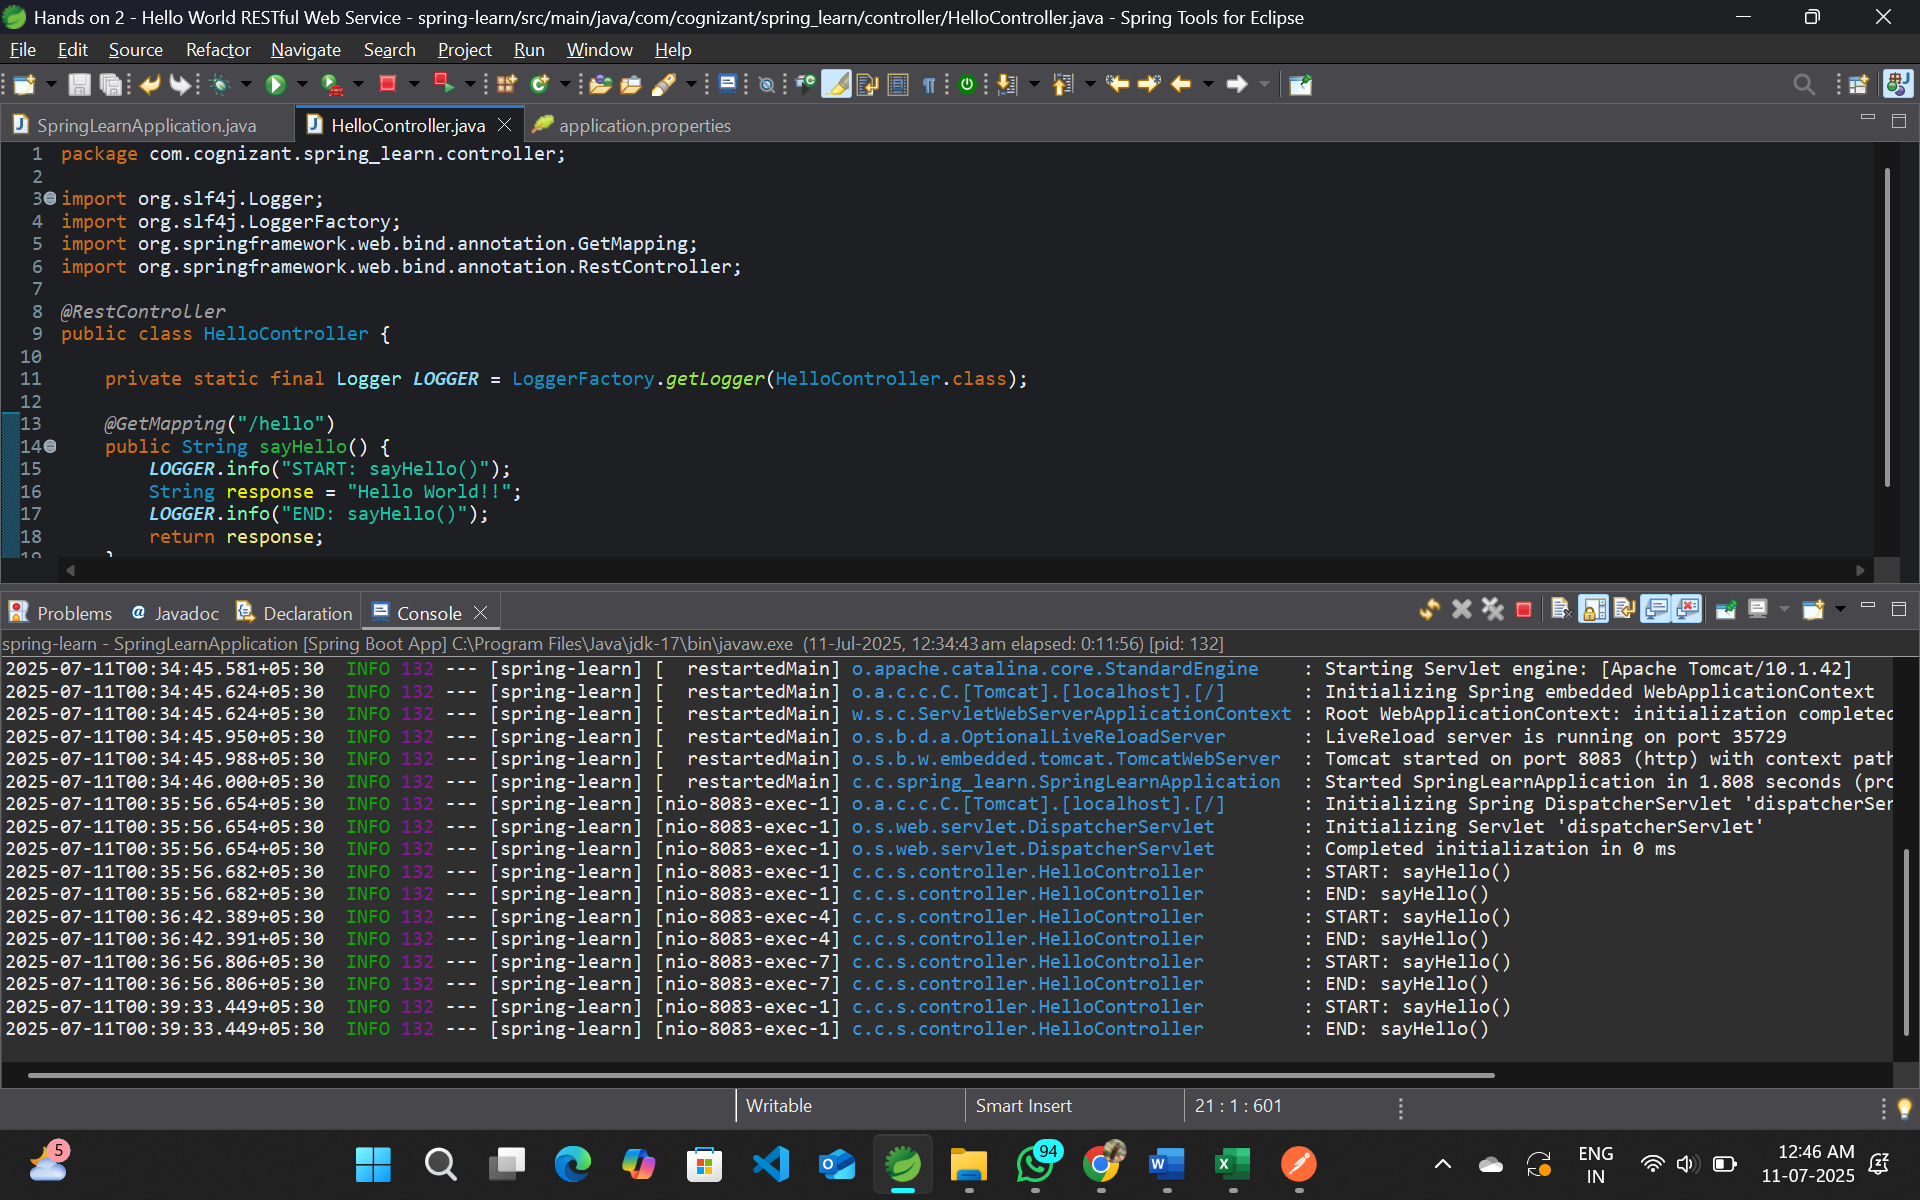 Hands on 2 - Hello World RESTful Web Service - spring-learn/src/main/java/com/cognizant/spring_learn/controller/HelloController.java - Spring Tools for Eclipse
File Edit Source Refactor Navigate Search Project Run Window Help
SpringLearnApplication.java HelloController.java application.properties
1 package com.cognizant.spring_learn.controller;
2
3 import org.slf4j.Logger;
4 import org.slf4j.LoggerFactory;
5 import org.springframework.web.bind.annotation.GetMapping;
6 import org.springframework.web.bind.annotation.RestController;
7
8 @RestController
9 public class HelloController {
10
11 private static final Logger LOGGER = LoggerFactory.getLogger(HelloController.class);
12
13 @GetMapping("/hello")
14 public String sayHello() {
15 LOGGER.info("START: sayHello()");
16 String response = "Hello World!!";
17 LOGGER.info("END: sayHello()");
18 return response;
Problems Javadoc Declaration Console
spring-learn - SpringLearnApplication [Spring Boot App] C:\Program Files\Java\jdk-17\bin\javaw.exe (11-Jul-2025, 12:34:43 am elapsed: 0:11:56) [pid: 132]
2025-07-11T00:34:45.581+05:30 INFO 132 --- [spring-learn] [ restartedMain] o.apache.catalina.core.StandardEngine : Starting Servlet engine: [Apache Tomcat/10.1.42]
2025-07-11T00:34:45.624+05:30 INFO 132 --- [spring-learn] [ restartedMain] o.a.c.c.C.[Tomcat].[localhost].[/] : Initializing Spring embedded WebApplicationContext
2025-07-11T00:34:45.624+05:30 INFO 132 --- [spring-learn] [ restartedMain] w.s.c.ServletWebServerApplicationContext : Root WebApplicationContext: initialization completed
2025-07-11T00:34:45.950+05:30 INFO 132 --- [spring-learn] [ restartedMain] o.s.b.d.a.OptionalLiveReloadServer : LiveReload server is running on port 35729
2025-07-11T00:34:45.988+05:30 INFO 132 --- [spring-learn] [ restartedMain] o.s.b.w.embedded.tomcat.TomcatWebServer : Tomcat started on port 8083 (http) with context path
2025-07-11T00:34:46.000+05:30 INFO 132 --- [spring-learn] [ restartedMain] c.c.spring_learn.SpringLearnApplication : Started SpringLearnApplication in 1.808 seconds (prc
2025-07-11T00:35:56.654+05:30 INFO 132 --- [spring-learn] [nio-8083-exec-1] o.a.c.c.C.[Tomcat].[localhost].[/] : Initializing Spring DispatcherServlet 'dispatcherSer
2025-07-11T00:35:56.654+05:30 INFO 132 --- [spring-learn] [nio-8083-exec-1] o.s.web.servlet.DispatcherServlet : Initializing Servlet 'dispatcherServlet'
2025-07-11T00:35:56.654+05:30 INFO 132 --- [spring-learn] [nio-8083-exec-1] o.s.web.servlet.DispatcherServlet : Completed initialization in 0 ms
2025-07-11T00:35:56.682+05:30 INFO 132 --- [spring-learn] [nio-8083-exec-1] c.c.s.controller.HelloController : START: sayHello()
2025-07-11T00:35:56.682+05:30 INFO 132 --- [spring-learn] [nio-8083-exec-1] c.c.s.controller.HelloController : END: sayHello()
2025-07-11T00:36:42.389+05:30 INFO 132 --- [spring-learn] [nio-8083-exec-4] c.c.s.controller.HelloController : START: sayHello()
2025-07-11T00:36:42.391+05:30 INFO 132 --- [spring-learn] [nio-8083-exec-4] c.c.s.controller.HelloController : END: sayHello()
2025-07-11T00:36:56.806+05:30 INFO 132 --- [spring-learn] [nio-8083-exec-7] c.c.s.controller.HelloController : START: sayHello()
2025-07-11T00:36:56.806+05:30 INFO 132 --- [spring-learn] [nio-8083-exec-7] c.c.s.controller.HelloController : END: sayHello()
2025-07-11T00:39:33.449+05:30 INFO 132 --- [spring-learn] [nio-8083-exec-1] c.c.s.controller.HelloController : START: sayHello()
2025-07-11T00:39:33.449+05:30 INFO 132 --- [spring-learn] [nio-8083-exec-1] c.c.s.controller.HelloController : END: sayHello()
Writable Smart Insert 21 : 1 : 601
5 94 ENG 12:46 AM
IN 11-07-2025